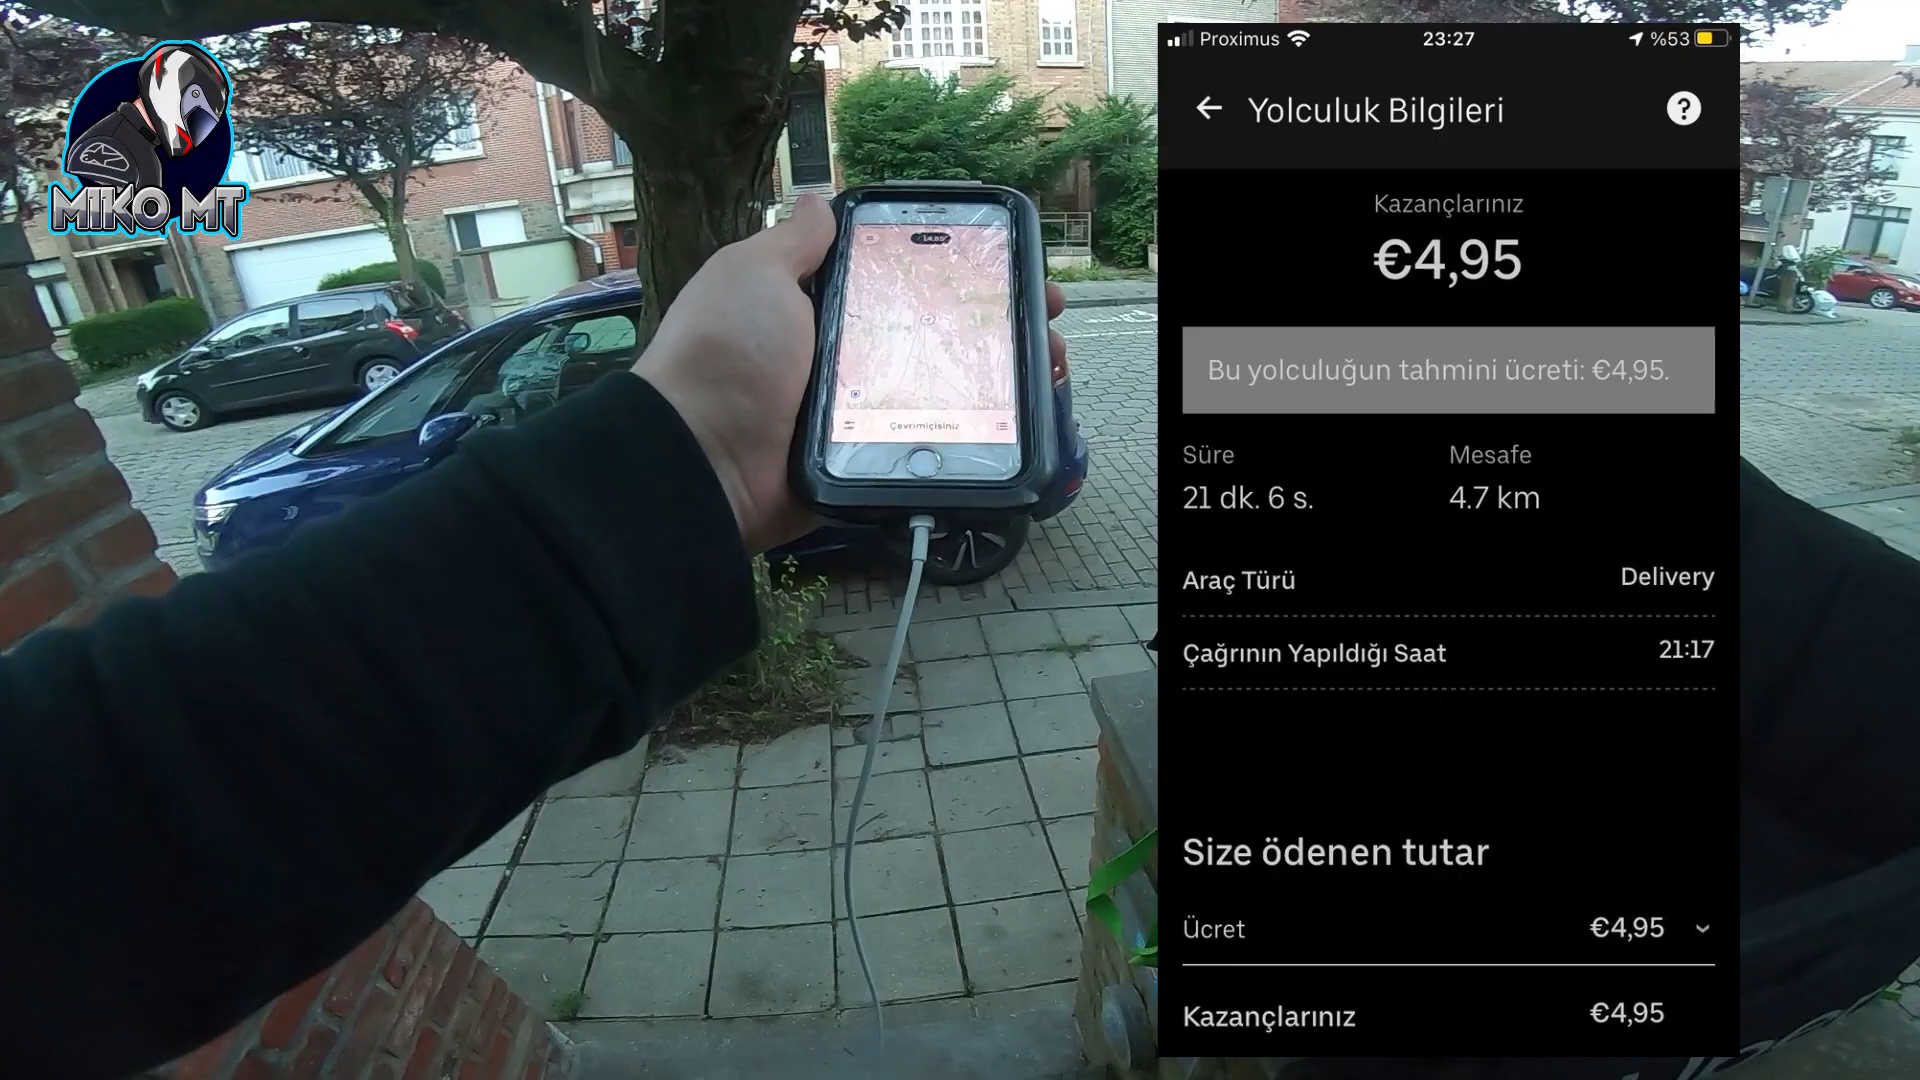 MIKO MT
Çevrimiçisiniz
Proximus
23:27
%53
Yolculuk Bilgileri
?
Kazançlarınız
€4,95
Bu yolculuğun tahmini ücreti: €4,95.
Süre
Mesafe
21 dk. 6 s.
4.7 km
Araç Türü
Delivery
Çağrının Yapıldığı Saat
21:17
Size ödenen tutar
Ücret
€4,95
Kazançlarınız
€4,95